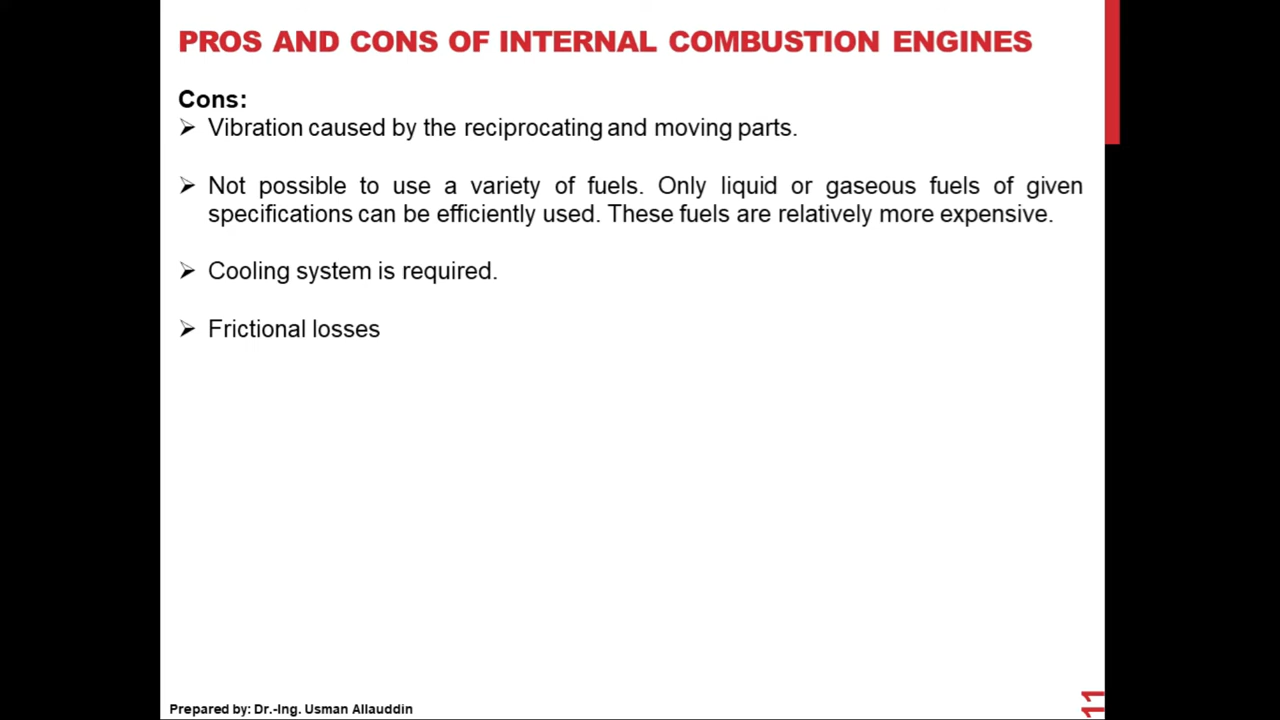 PROS AND CONS OF INTERNAL COMBUSTION ENGINES
Cons:
➢ Vibration caused by the reciprocating and moving parts.
➢ Not possible to use a variety of fuels. Only liquid or gaseous fuels of given
specifications can be efficiently used. These fuels are relatively more expensive.
➢ Cooling system is required.
➢ Frictional losses
Prepared by: Dr.-Ing. Usman Allauddin
11